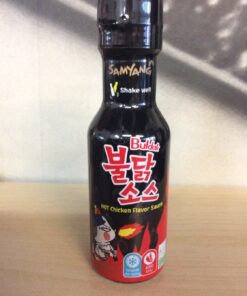 SAMYANG
Shake well
Buldak
불닭
소스
HOT Chicken Flavor Sauce